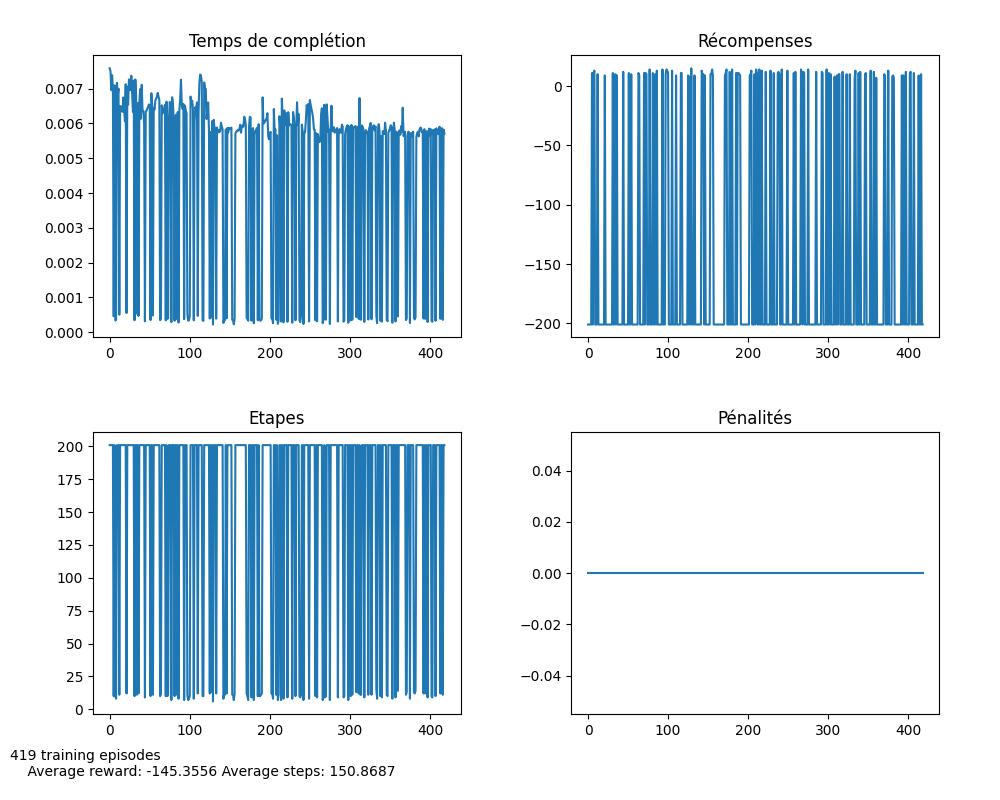 Temps de complétion
0.007
0.006
0.005
0.004
0.003
0.002
0.001
0.000
0 100 200 300 400
Récompenses
0
−50
−100
−150
−200
0 100 200 300 400
Etapes
200
175
150
125
100
75
50
25
0
0 100 200 300 400
Pénalités
0.04
0.02
0.00
−0.02
−0.04
0 100 200 300 400
419 training episodes
Average reward: -145.3556 Average steps: 150.8687